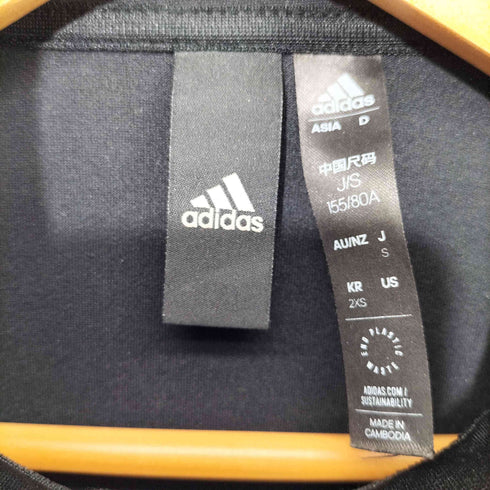 adidas
adidas
ASIA D
中国尺码
J/S
155/80A
AU/NZ J
S
KR US
2XS
END PLASTIC
WASTE
ADIDAS.COM/
SUSTAINABILITY
MADE IN
CAMBODIA